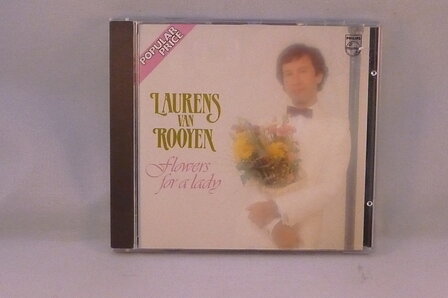 POPULAR
PRICE
PHILIPS
LAURENS
VAN
ROOYEN
Flowers
for a lady